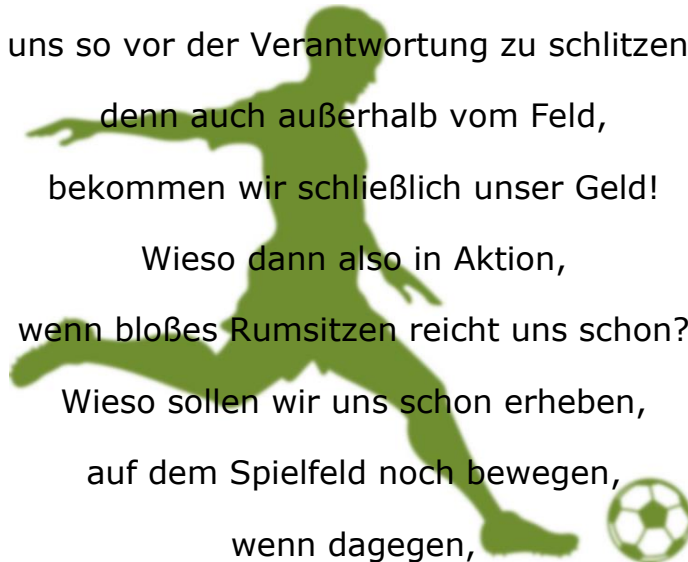 uns so vor der Verantwortung zu schlitzen
denn auch außerhalb vom Feld,
bekommen wir schließlich unser Geld!
Wieso dann also in Aktion,
wenn bloßes Rumsitzen reicht uns schon?
Wieso sollen wir uns schon erheben,
auf dem Spielfeld noch bewegen,
wenn dagegen,